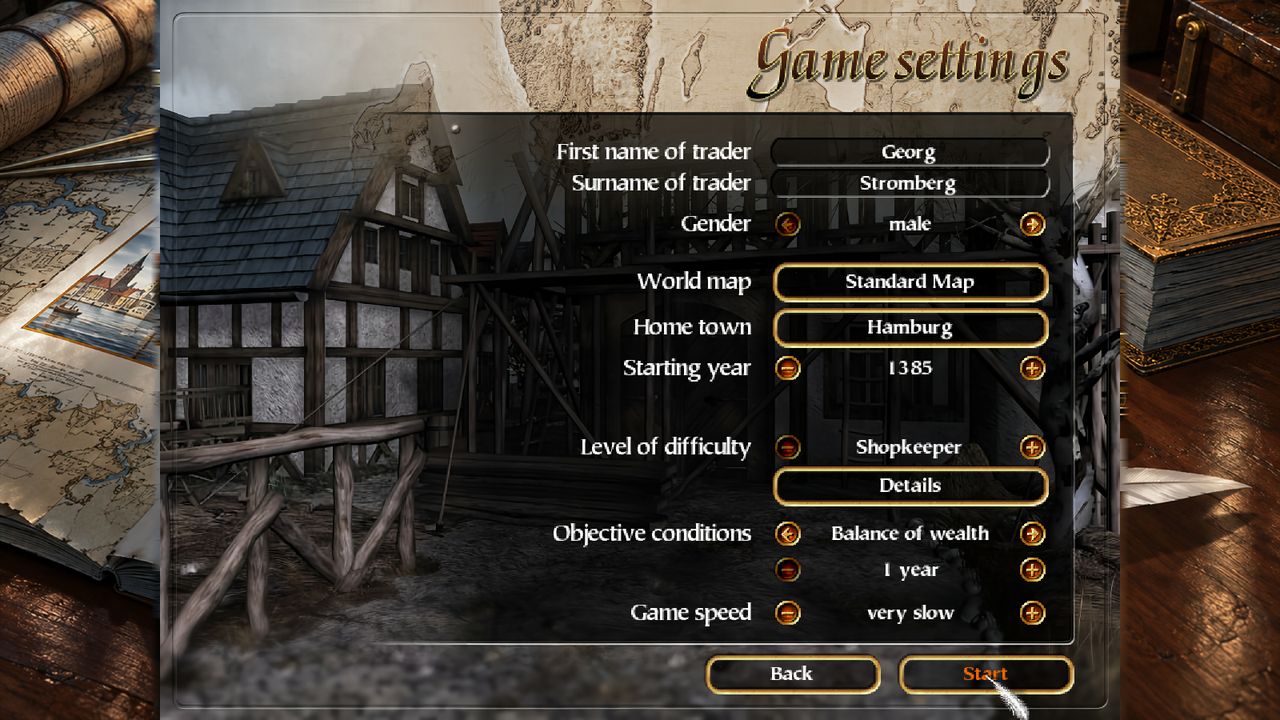 Game settings
First name of trader Georg
Surname of trader Stromberg
Gender male
World map Standard Map
Home town Hamburg
Starting year 1385
Level of difficulty Shopkeeper
Details
Objective conditions Balance of wealth
1 year
Game speed very slow
Back Start